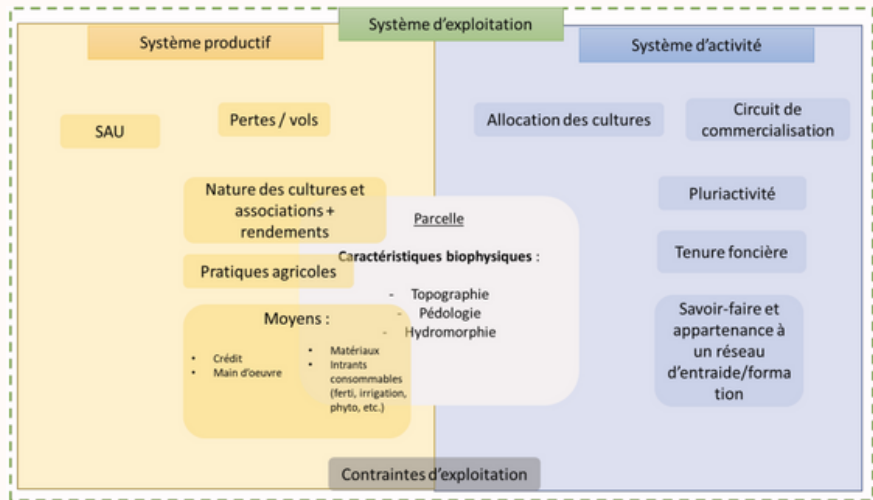 Système d'exploitation
Système productif
Système d'activité
SAU
Pertes / vols
Allocation des cultures
Circuit de
commercialisation
Nature des cultures et
associations +
rendements
Pluriactivité
Parcelle
Caractéristiques biophysiques :
- Topographie
- Pédologie
- Hydromorphie
Pratiques agricoles
Tenure foncière
Moyens :
• Crédit
• Main d'oeuvre
• Matériaux
• Intrants
consommables
(ferti, irrigation,
phyto, etc.)
Savoir-faire et
appartenance à
un réseau
d'entraide/forma
tion
Contraintes d'exploitation